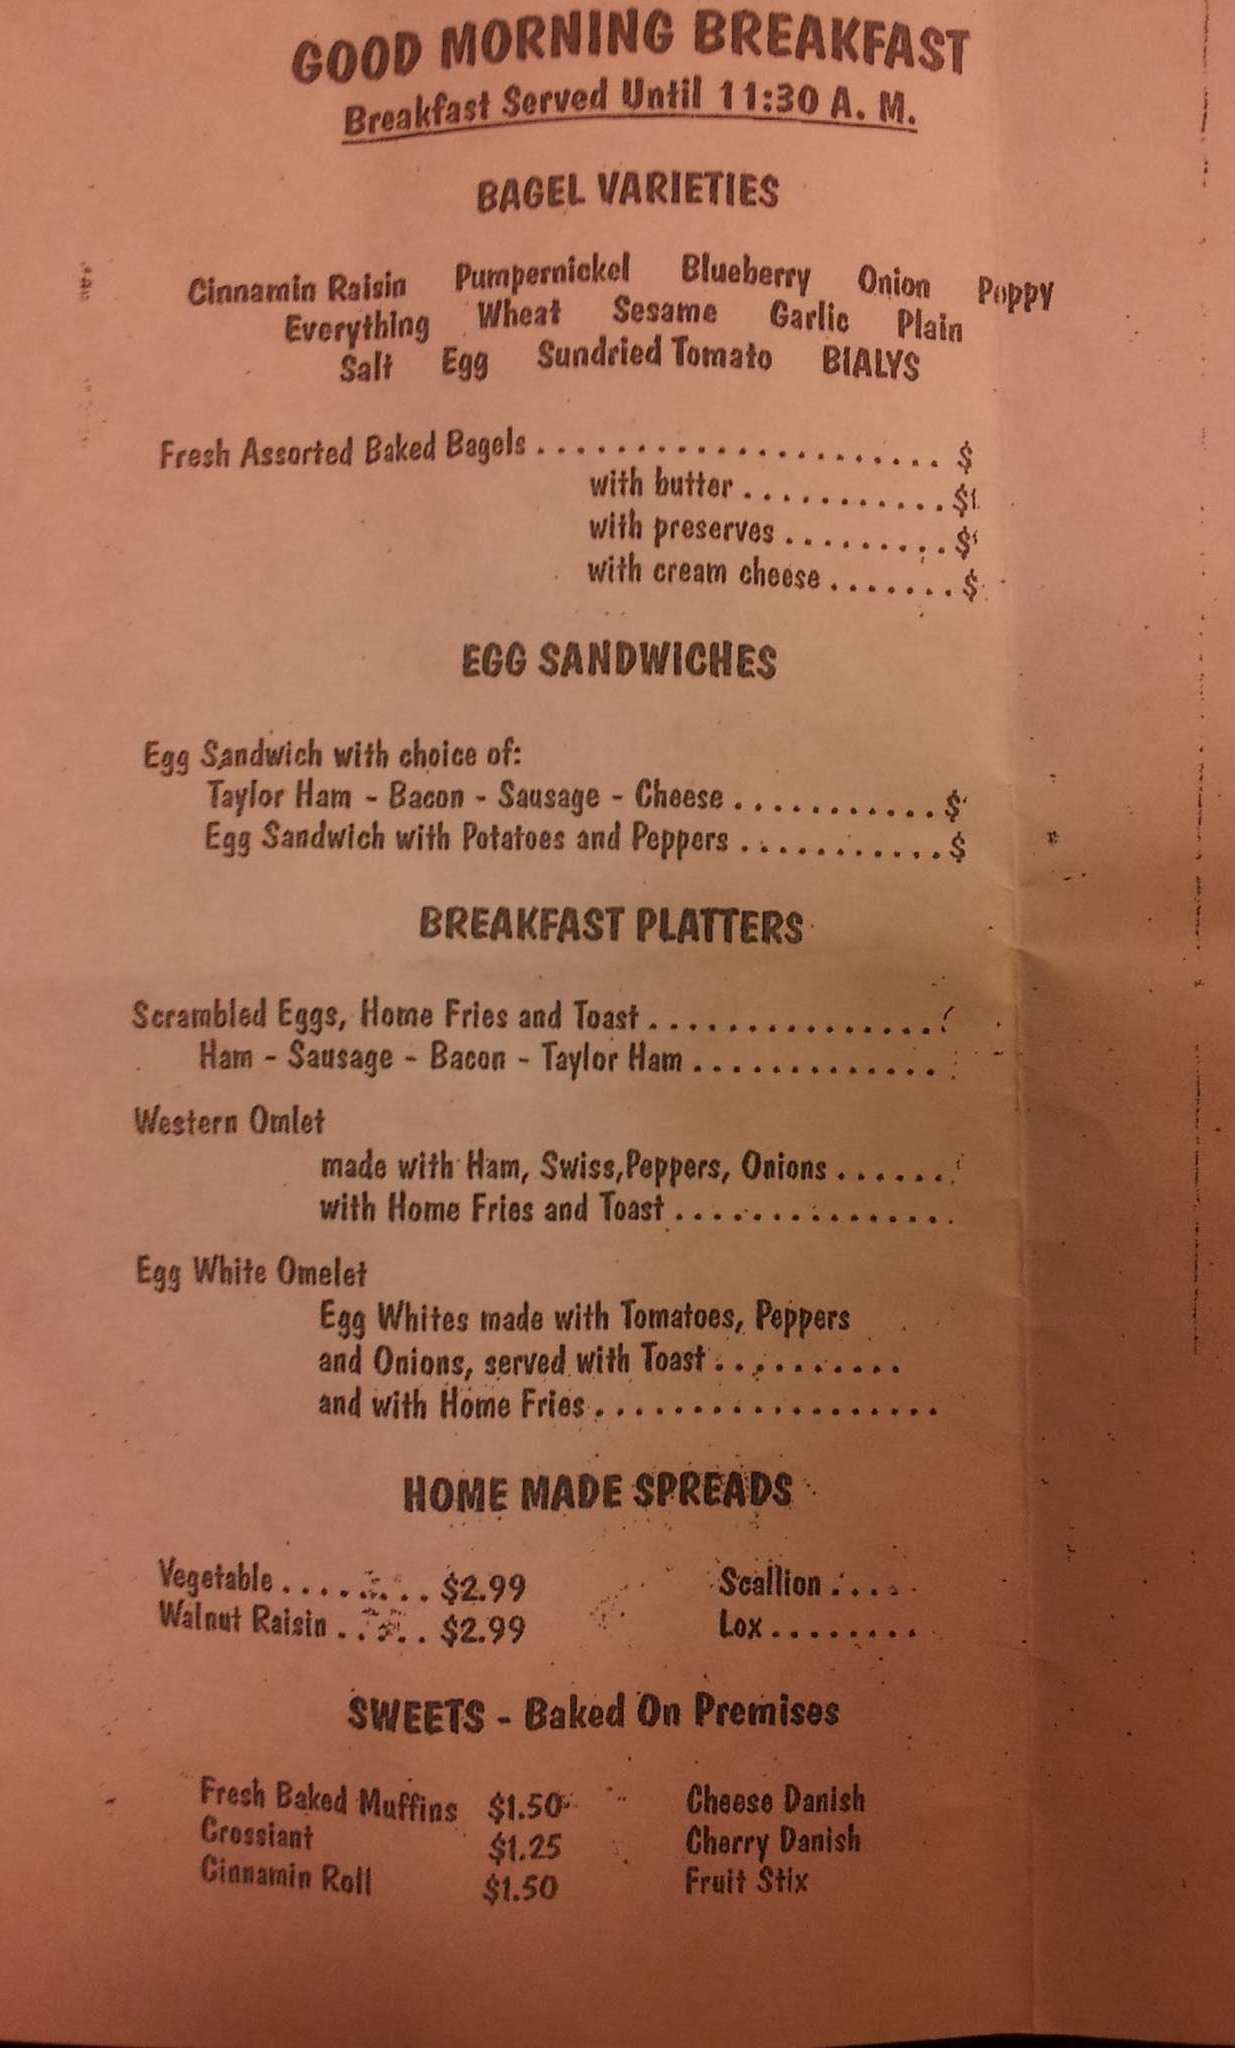 GOOD MORNING BREAKFAST
Breakfast Served Until 11:30 A. M.
BAGEL VARIETIES
Cinnamin Raisin Pumpernickel Blueberry Onion Poppy
Everything Wheat Sesame Garlic Plain
Salt Egg Sundried Tomato BIALYS
Fresh Assorted Baked Bagels . . . . . . . . . . . . . . . . . . . . . $
with butter . . . . . . . . . . . $
with preserves . . . . . . . . . $
with cream cheese . . . . . . . $
EGG SANDWICHES
Egg Sandwich with choice of:
Taylor Ham - Bacon - Sausage - Cheese . . . . . . . . . . . $
Egg Sandwich with Potatoes and Peppers . . . . . . . . . . . $
BREAKFAST PLATTERS
Scrambled Eggs, Home Fries and Toast . . . . . . . . . . . . . . .
Ham - Sausage - Bacon - Taylor Ham . . . . . . . . . . . . .
Western Omlet
made with Ham, Swiss,Peppers, Onions . . . . . .
with Home Fries and Toast . . . . . . . . . . . . . . .
Egg White Omelet
Egg Whites made with Tomatoes, Peppers
and Onions, served with Toast . . . . . . . . . .
and with Home Fries . . . . . . . . . . . . . . . . . .
HOME MADE SPREADS
Vegetable . . . . . . . . $2.99 Scallion . . . . .
Walnut Raisin . . . . . $2.99 Lox . . . . . . . .
SWEETS - Baked On Premises
Fresh Baked Muffins $1.50 Cheese Danish
Crossiant $1.25 Cherry Danish
Cinnamin Roll $1.50 Fruit Stix